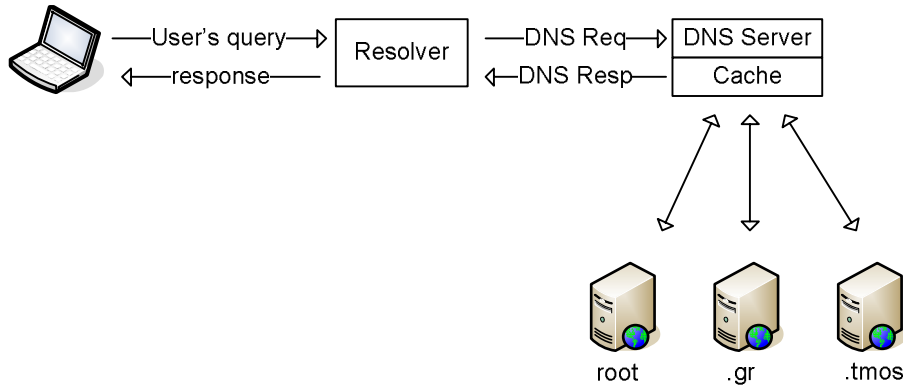 User's query
Resolver
DNS Req
DNS Server
response
DNS Resp
Cache
root
.gr
.tmos